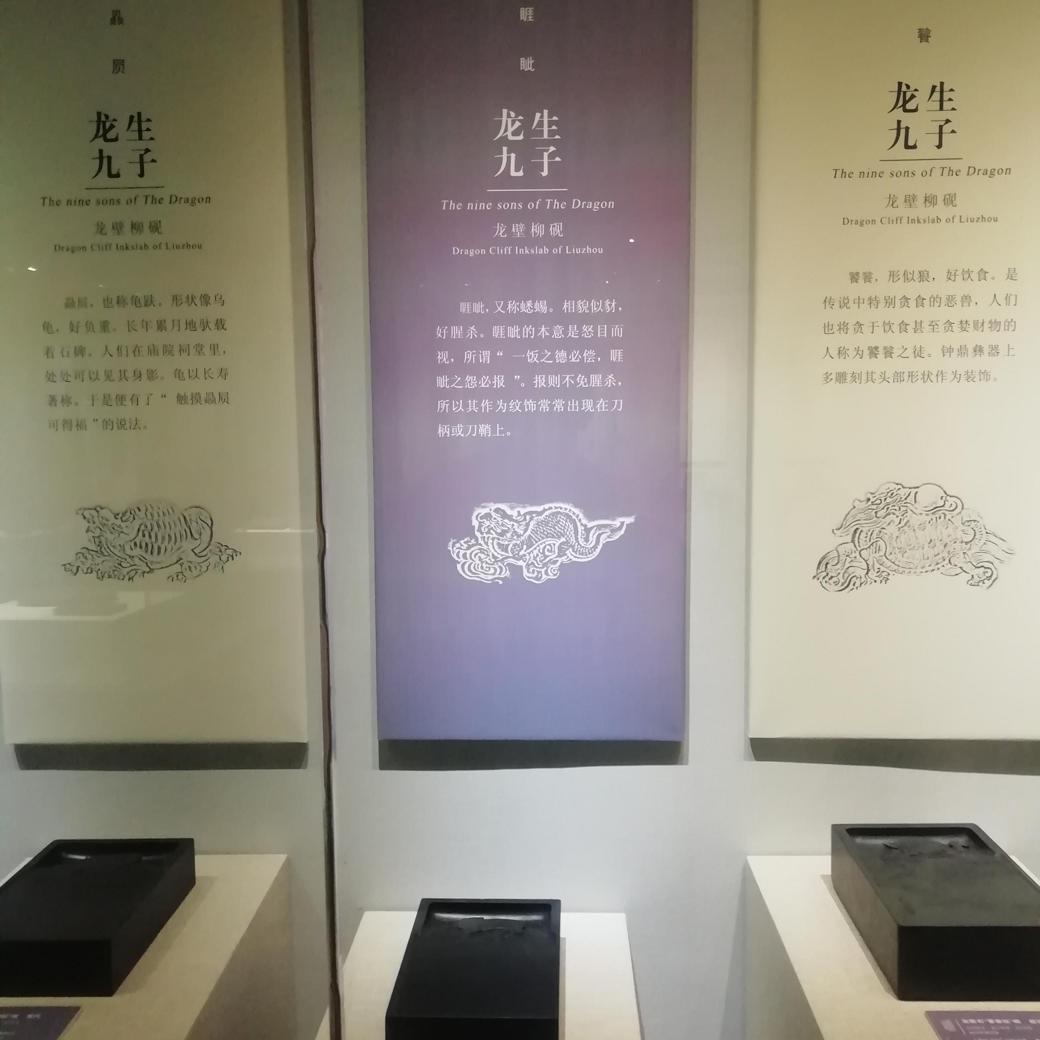 赑
屃
龙生
九子
The nine sons of The Dragon
龙壁柳砚
Dragon Cliff Inkslab of Liuzhou
赑屃，也称龟趺，形状像乌
龟，好负重。长年累月地驮载
着石碑。人们在庙院祠堂里，
处处可以见其身影。龟以长寿
著称。于是便有了“ 触摸赑屃
可得福 ”的说法。
睚
眦
龙生
九子
The nine sons of The Dragon
龙壁柳砚
Dragon Cliff Inkslab of Liuzhou
睚眦，又称蟋蜴。相貌似豺，
好腥杀。睚眦的本意是怒目而
视，所谓“ 一饭之德必偿，睚
眦之怨必报 ”。报则不免腥杀，
所以其作为纹饰常常出现在刀
柄或刀鞘上。
饕
龙生
九子
The nine sons of The Dragon
龙壁柳砚
Dragon Cliff Inkslab of Liuzhou
饕餮，形似狼，好饮食。是
传说中特别贪食的恶兽，人们
也将贪于饮食甚至贪婪财物的
人称为饕餮之徒。钟鼎彝器上
多雕刻其头部形状作为装饰。